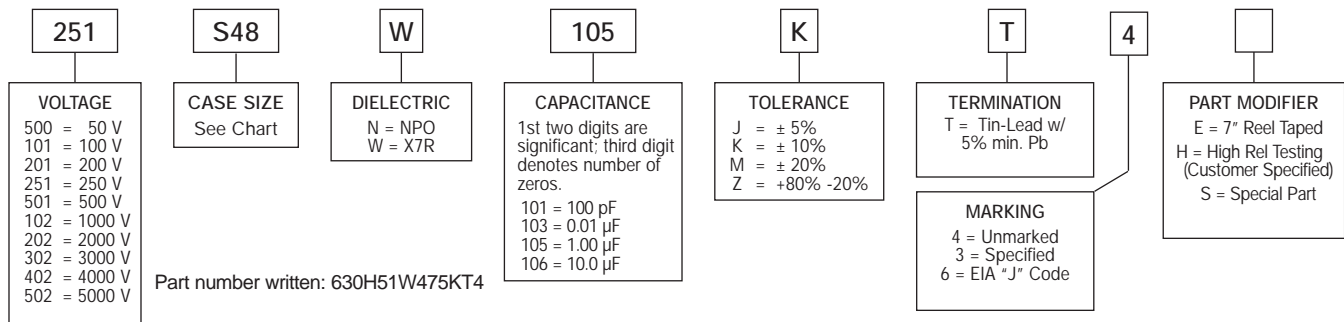 251
S48
W
105
K
T
4
VOLTAGE
500 = 50 V
101 = 100 V
201 = 200 V
251 = 250 V
501 = 500 V
102 = 1000 V
202 = 2000 V
302 = 3000 V
402 = 4000 V
502 = 5000 V
CASE SIZE
See Chart
DIELECTRIC
N = NPO
W = X7R
CAPACITANCE
1st two digits are
significant; third digit
denotes number of
zeros.
101 = 100 pF
103 = 0.01 µF
105 = 1.00 µF
106 = 10.0 µF
TOLERANCE
J = ± 5%
K = ± 10%
M = ± 20%
Z = +80% -20%
TERMINATION
T = Tin-Lead w/
5% min. Pb
MARKING
4 = Unmarked
3 = Specified
6 = EIA "J" Code
PART MODIFIER
E = 7" Reel Taped
H = High Rel Testing
(Customer Specified)
S = Special Part
Part number written: 630H51W475KT4